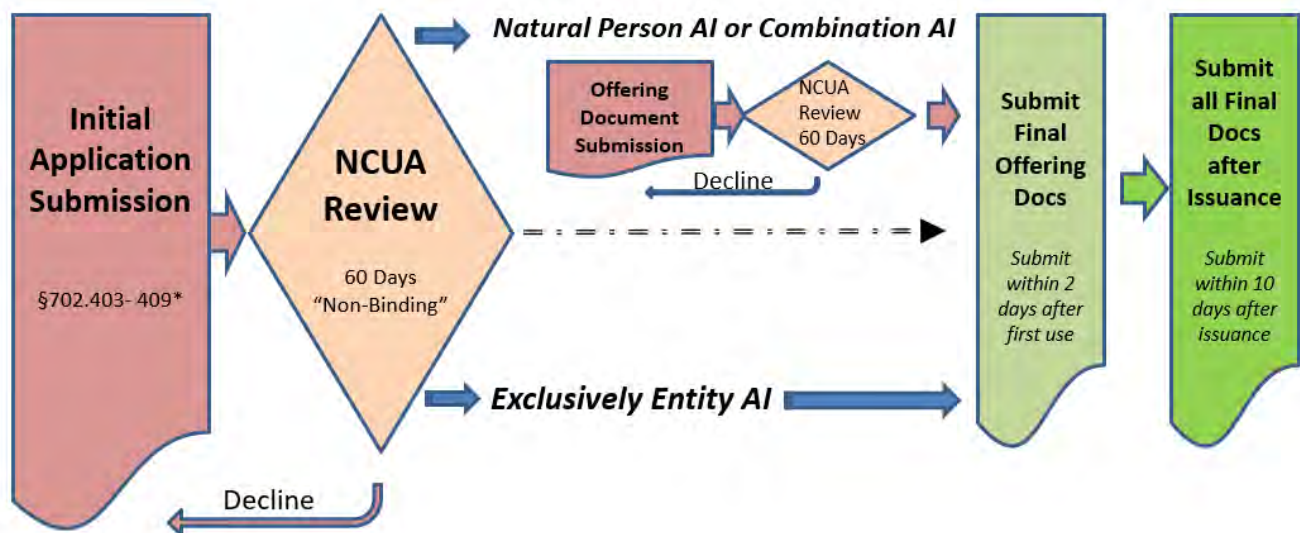 Initial
Application
Submission
§702.403- 409*
NCUA
Review
60 Days
“Non-Binding”
Decline
Natural Person AI or Combination AI
Offering
Document
Submission
NCUA
Review
60 Days
Decline
Exclusively Entity AI
Submit
Final
Offering
Docs
Submit
within 2
days after
first use
Submit
all Final
Docs
after
Issuance
Submit
within 10
days after
issuance